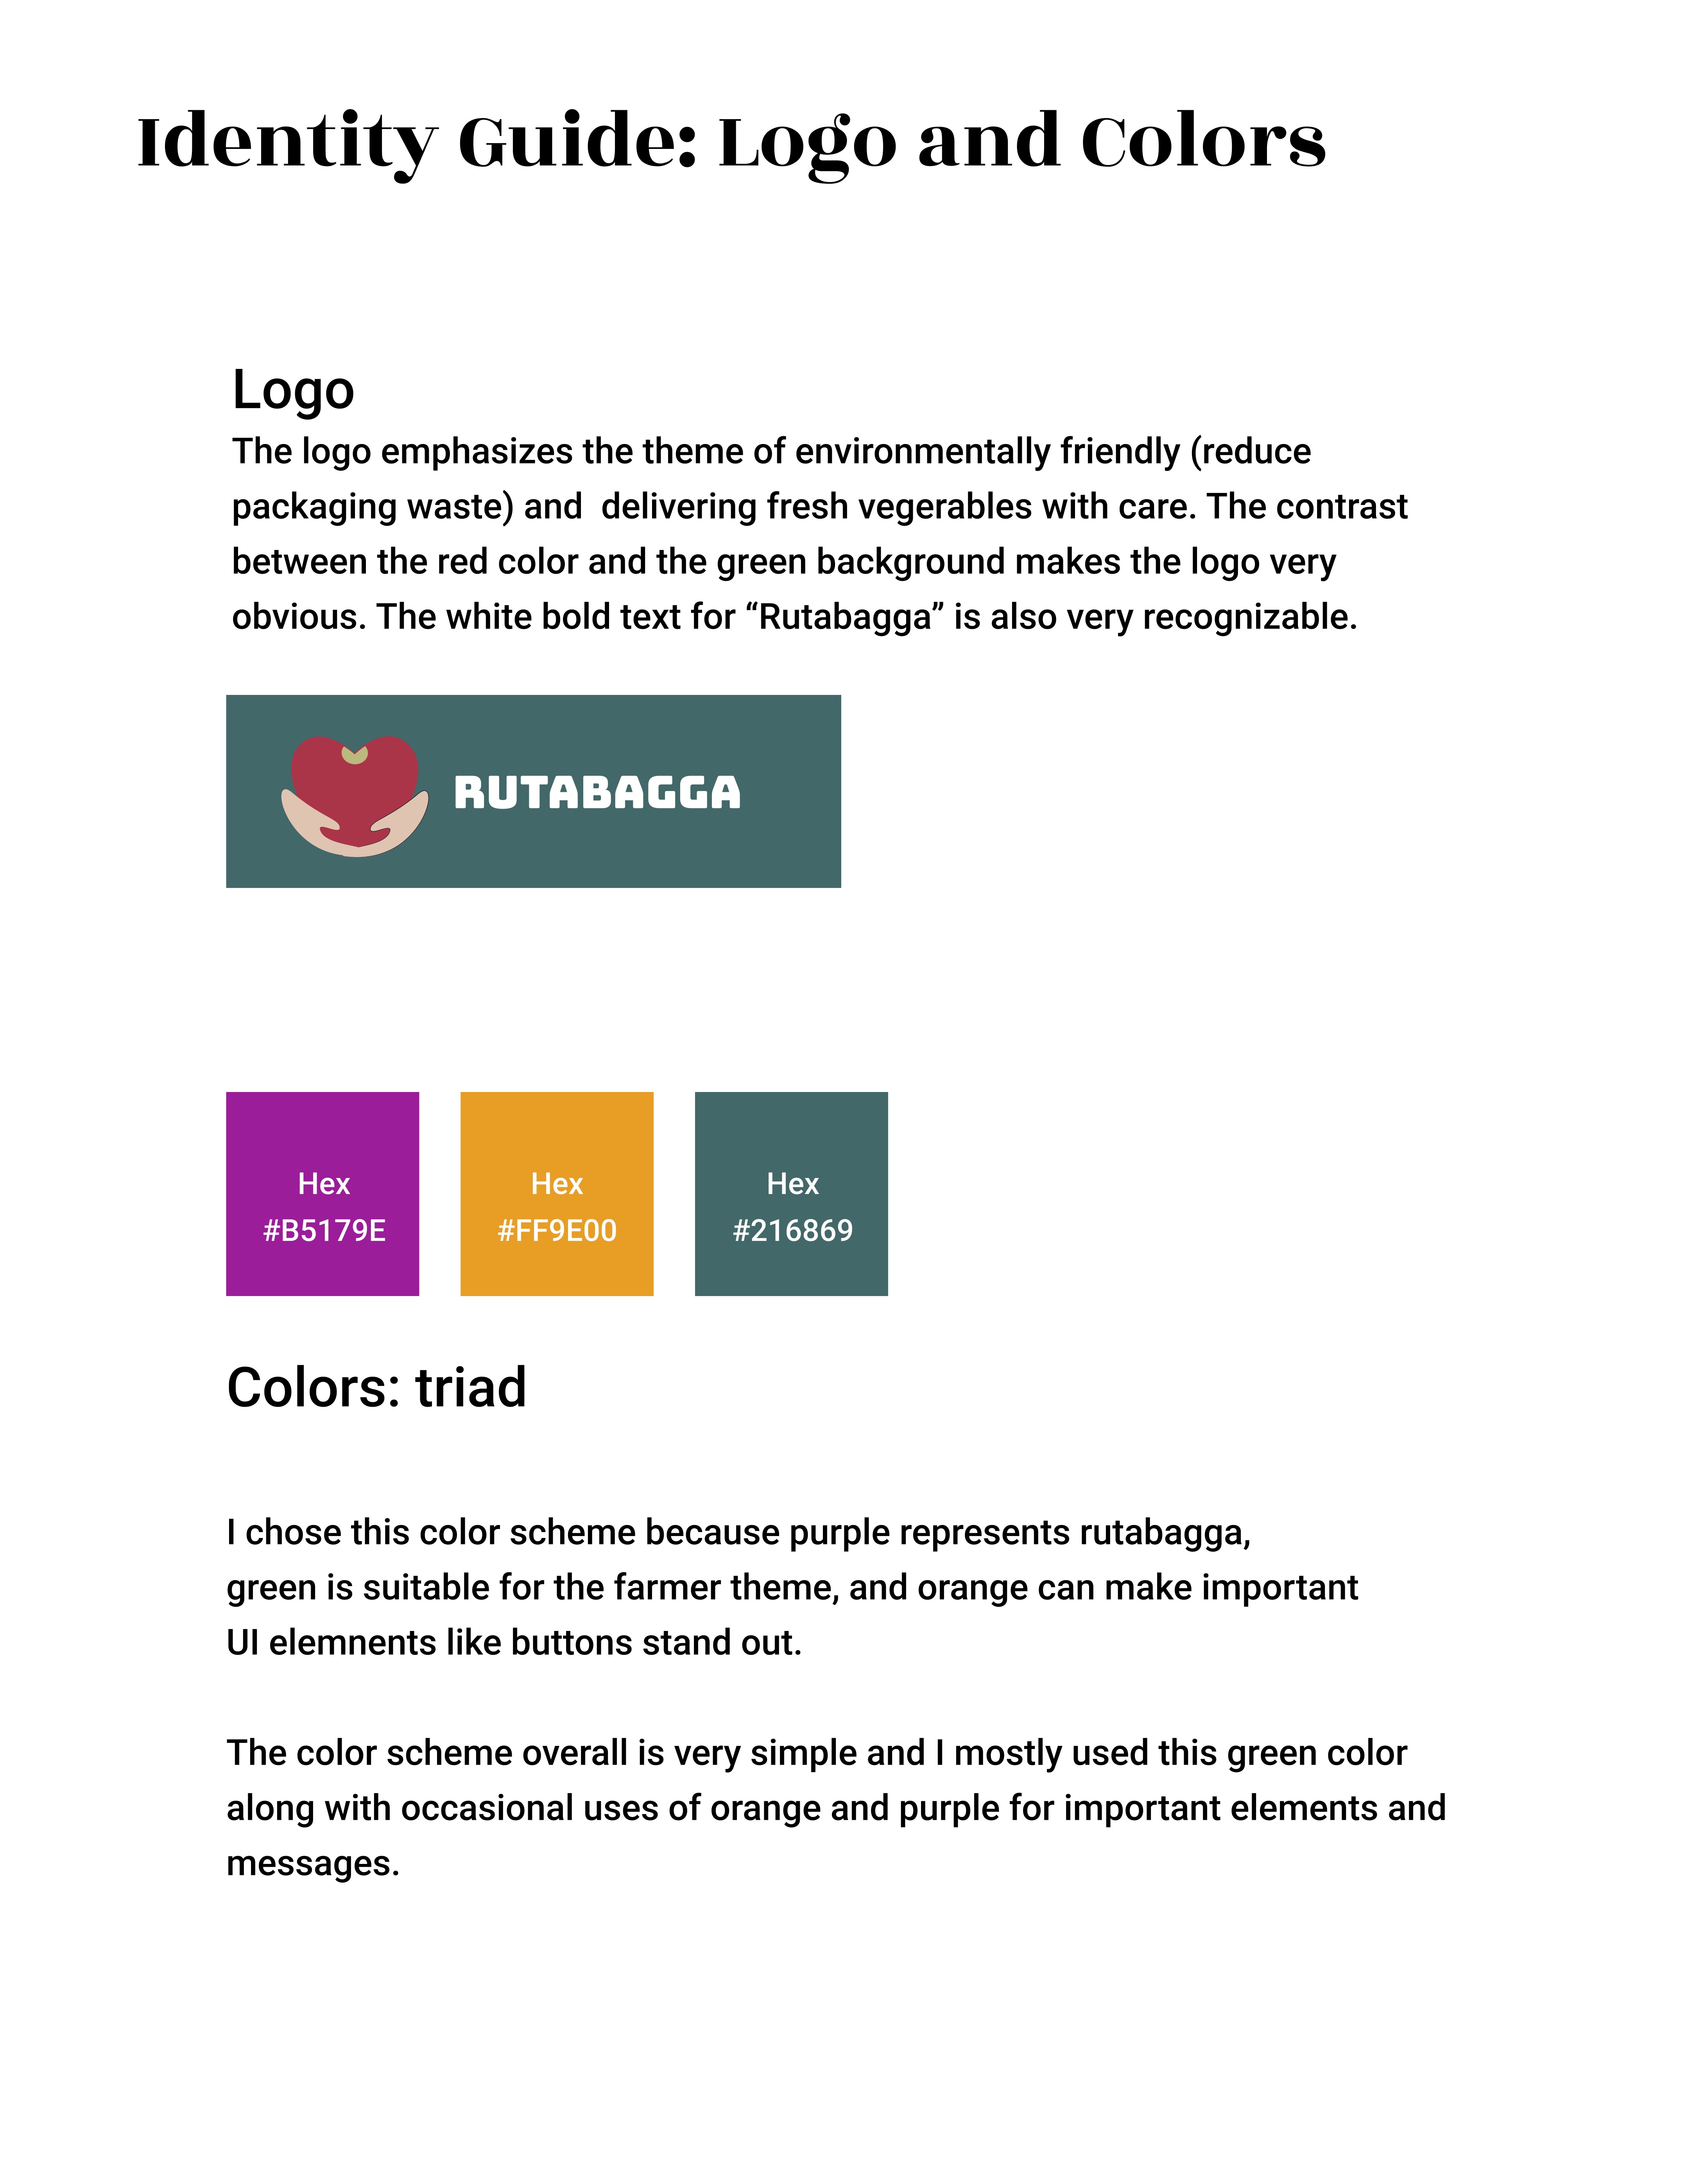 Identity Guide: Logo and Colors
Logo
The logo emphasizes the theme of environmentally friendly (reduce
packaging waste) and  delivering fresh vegerables with care. The contrast
between the red color and the green background makes the logo very
obvious. The white bold text for “Rutabagga” is also very recognizable.
RUTABAGGA
Hex
#B5179E
Hex
#FF9E00
Hex
#216869
Colors: triad
I chose this color scheme because purple represents rutabagga,
green is suitable for the farmer theme, and orange can make important
UI elemnents like buttons stand out.
The color scheme overall is very simple and I mostly used this green color
along with occasional uses of orange and purple for important elements and
messages.